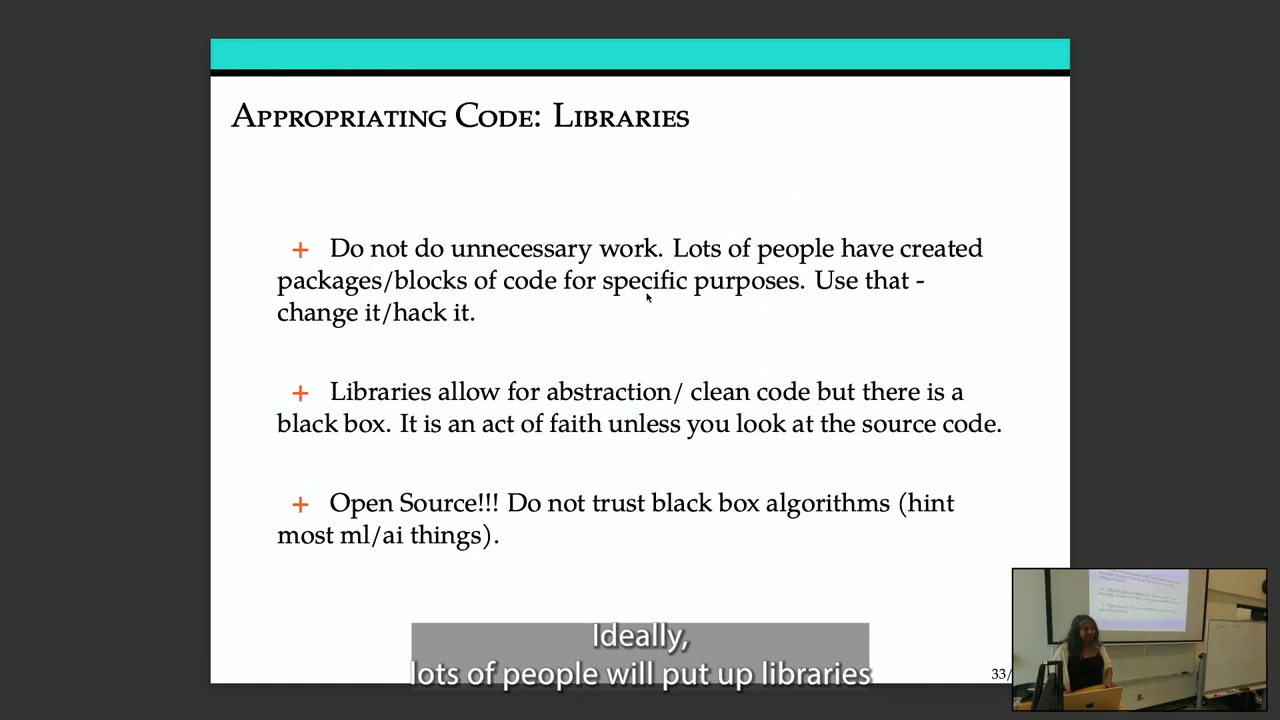 Appropriating Code: Libraries
+ Do not do unnecessary work. Lots of people have created
packages/blocks of code for specific purposes. Use that -
change it/hack it.
+ Libraries allow for abstraction/ clean code but there is a
black box. It is an act of faith unless you look at the source code.
+ Open Source!!! Do not trust black box algorithms (hint
most ml/ai things).
Ideally,
lots of people will put up libraries
33/